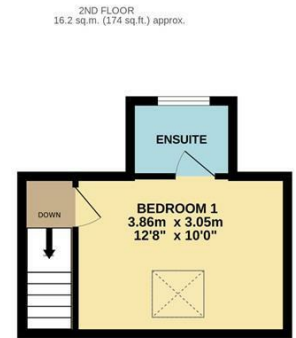 2ND FLOOR
16.2 sq.m. (174 sq.ft.) approx.
ENSUITE
BEDROOM 1
3.86m x 3.05m
12'8" x 10'0"
DOWN